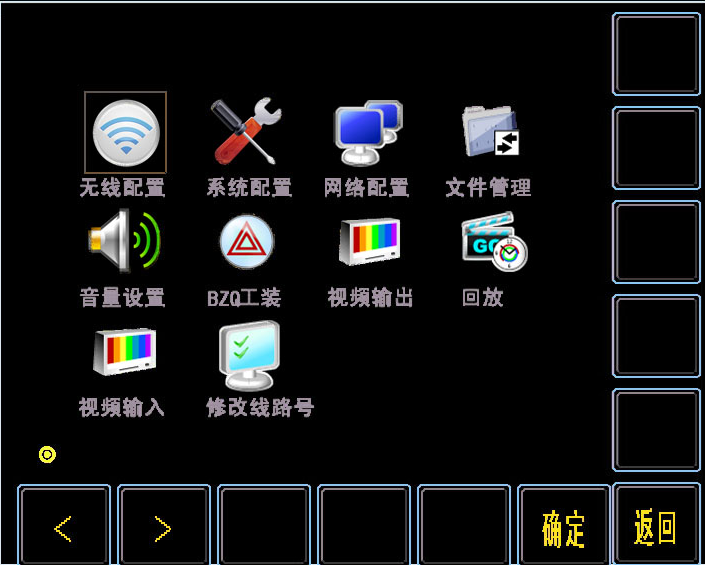 无线配置 系统配置 网络配置 文件管理
GO
音量设置 BZQ工装 视频输出 回放
视频输入 修改线路号
< > 确定 返回